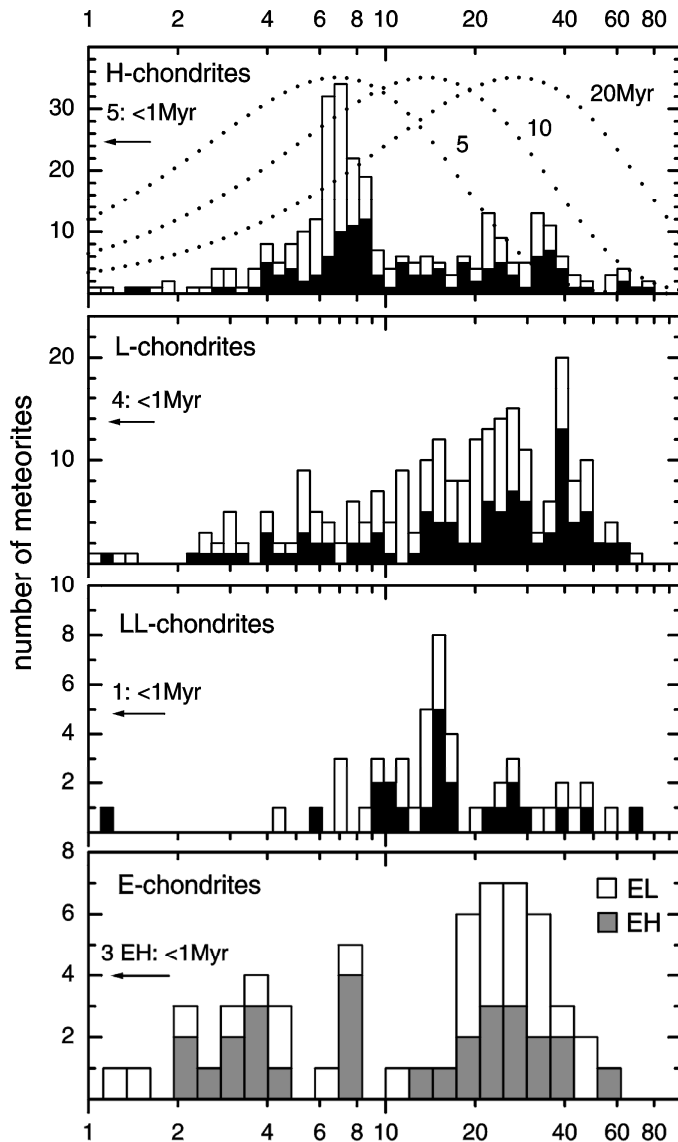 1 2 4 6 8 10 20 40 60 80
H-chondrites
5: <1Myr
20Myr
10
5
30
20
10
L-chondrites
4: <1Myr
20
10
number of meteorites
10
LL-chondrites
8
6
1: <1Myr
4
2
8
E-chondrites
EL
EH
6
3 EH: <1Myr
4
2
1 2 4 6 8 10 20 40 60 80